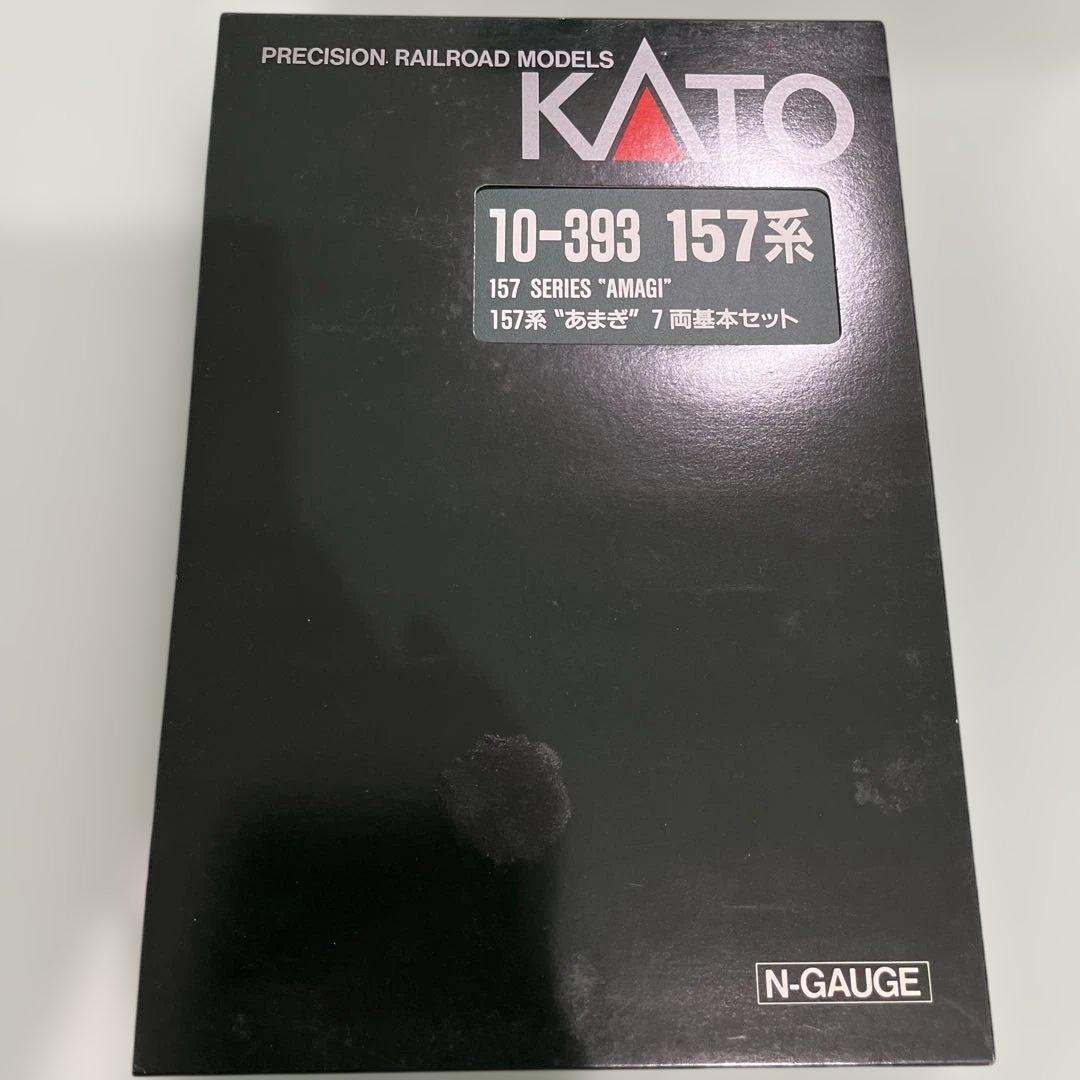 PRECISION RAILROAD MODELS
KATO
10-393 157系
157 SERIES "AMAGI"
157系 "あまぎ" 7両基本セット
N-GAUGE